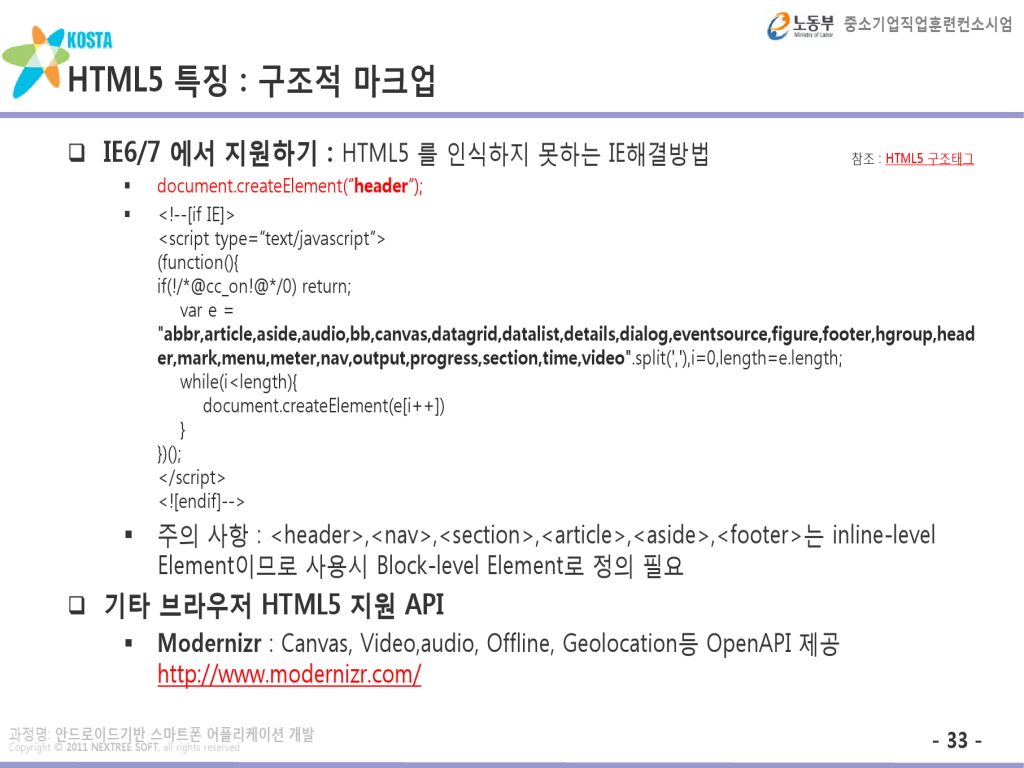 노동부 중소기업직업훈련컨소시엄
Ministry of Labor
KOSTA
HTML5 특징 : 구조적 마크업
❑ IE6/7 에서 지원하기 : HTML5 를 인식하지 못하는 IE해결방법
참조 : HTML5 구조태그
▪ document.createElement(“header“);
▪ <!--[if IE]>
<script type=“text/javascript“>
(function(){
if(!/*@cc_on!@*/0) return;
var e =
"abbr,article,aside,audio,bb,canvas,datagrid,datalist,details,dialog,eventsource,figure,footer,hgroup,head
er,mark,menu,meter,nav,output,progress,section,time,video".split(','),i=0,length=e.length;
while(i<length){
document.createElement(e[i++])
}
})();
</script>
<![endif]-->
▪ 주의 사항 : <header>,<nav>,<section>,<article>,<aside>,<footer>는 inline-level
Element이므로 사용시 Block-level Element로 정의 필요
❑ 기타 브라우저 HTML5 지원 API
▪ Modernizr : Canvas, Video,audio, Offline, Geolocation등 OpenAPI 제공
http://www.modernizr.com/
과정명: 안드로이드기반 스마트폰 어플리케이션 개발
Copyright © 2011 NEXTREE SOFT, all rights reserved
- 33 -